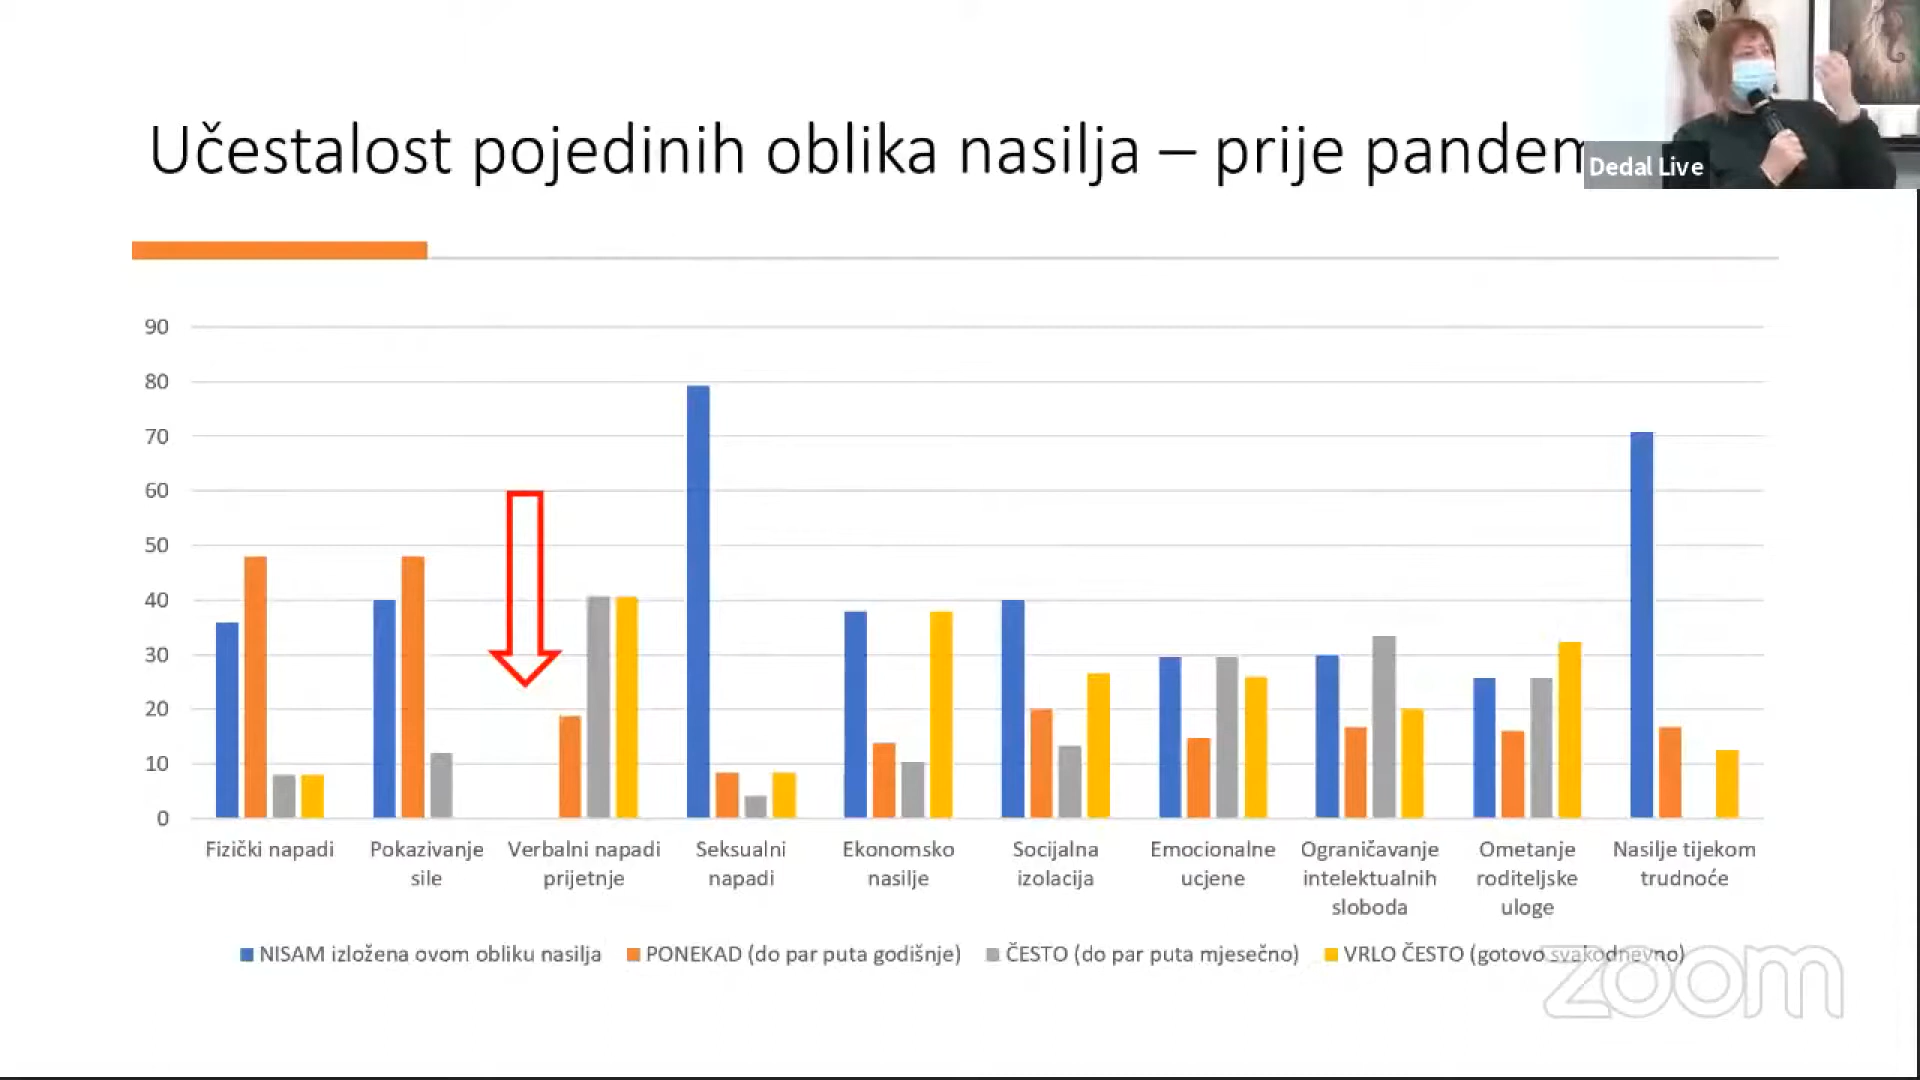 Učestalost pojedinih oblika nasilja – prije pandem
Dedal Live
90
80
70
60
50
40
30
20
10
0
Fizički napadi
Pokazivanje
sile
Verbalni napadi
prijetnje
Seksualni
napadi
Ekonomsko
nasilje
Socijalna
izolacija
Emocionalne
ucjene
Ograničavanje
intelektualnih
sloboda
Ometanje
roditeljske
uloge
Nasilje tijekom
trudnoće
NISAM izložena ovom obliku nasilja
PONEKAD (do par puta godišnje)
ČESTO (do par puta mjesečno)
VRLO ČESTO (gotovo svakodnevno)
zoom